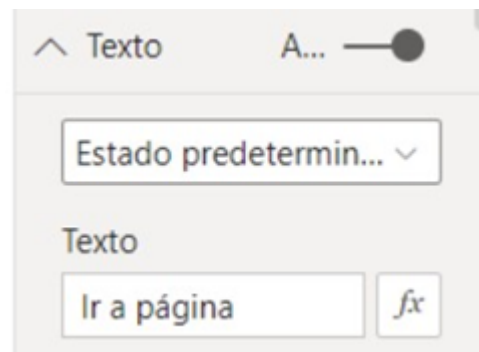 Texto A...
Estado predetermin...
Texto
Ir a página fx